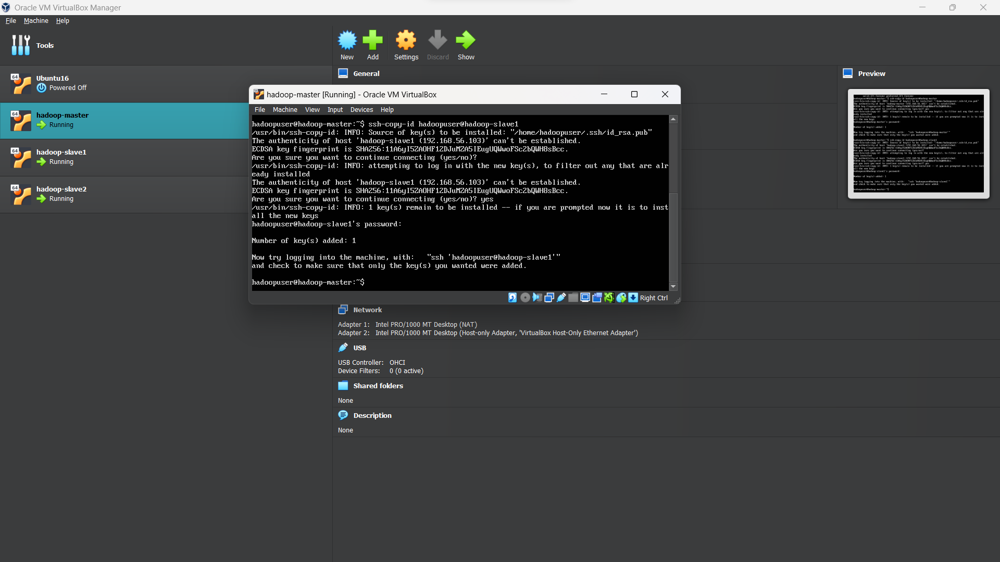 Oracle VM VirtualBox Manager
File Machine Help
Tools
New Add Settings Discard Show
64 Ubuntu16
Powered Off
64 hadoop-master
Running
64 hadoop-slave1
Running
64 hadoop-slave2
Running
General
Preview
hadoop-master [Running] - Oracle VM VirtualBox
File Machine View Input Devices Help
hadoopuser@hadoop-master:~$ ssh-copy-id hadoopuser@hadoop-slave1
/usr/bin/ssh-copy-id: INFO: Source of key(s) to be installed: "/home/hadoopuser/.ssh/id_rsa.pub"
The authenticity of host 'hadoop-slave1 (192.168.56.103)' can't be established.
ECDSA key fingerprint is SHA256:11A6yI5ZAOHF12DJuMZA5IEugUQWwoFSc2bQWH8sBcc.
Are you sure you want to continue connecting (yes/no)?
/usr/bin/ssh-copy-id: INFO: attempting to log in with the new key(s), to filter out any that are alr
eady installed
The authenticity of host 'hadoop-slave1 (192.168.56.103)' can't be established.
ECDSA key fingerprint is SHA256:11A6yI5ZAOHF12DJuMZA5IEugUQWwoFSc2bQWH8sBcc.
Are you sure you want to continue connecting (yes/no)? yes
/usr/bin/ssh-copy-id: INFO: 1 key(s) remain to be installed -- if you are prompted now it is to inst
all the new keys
hadoopuser@hadoop-slave1's password:
Number of key(s) added: 1
Now try logging into the machine, with:   "ssh 'hadoopuser@hadoop-slave1'"
and check to make sure that only the key(s) you wanted were added.
hadoopuser@hadoop-master:~$
Right Ctrl
Network
Adapter 1: Intel PRO/1000 MT Desktop (NAT)
Adapter 2: Intel PRO/1000 MT Desktop (Host-only Adapter, 'VirtualBox Host-Only Ethernet Adapter')
USB
USB Controller: OHCI
Device Filters: 0 (0 active)
Shared folders
None
Description
None